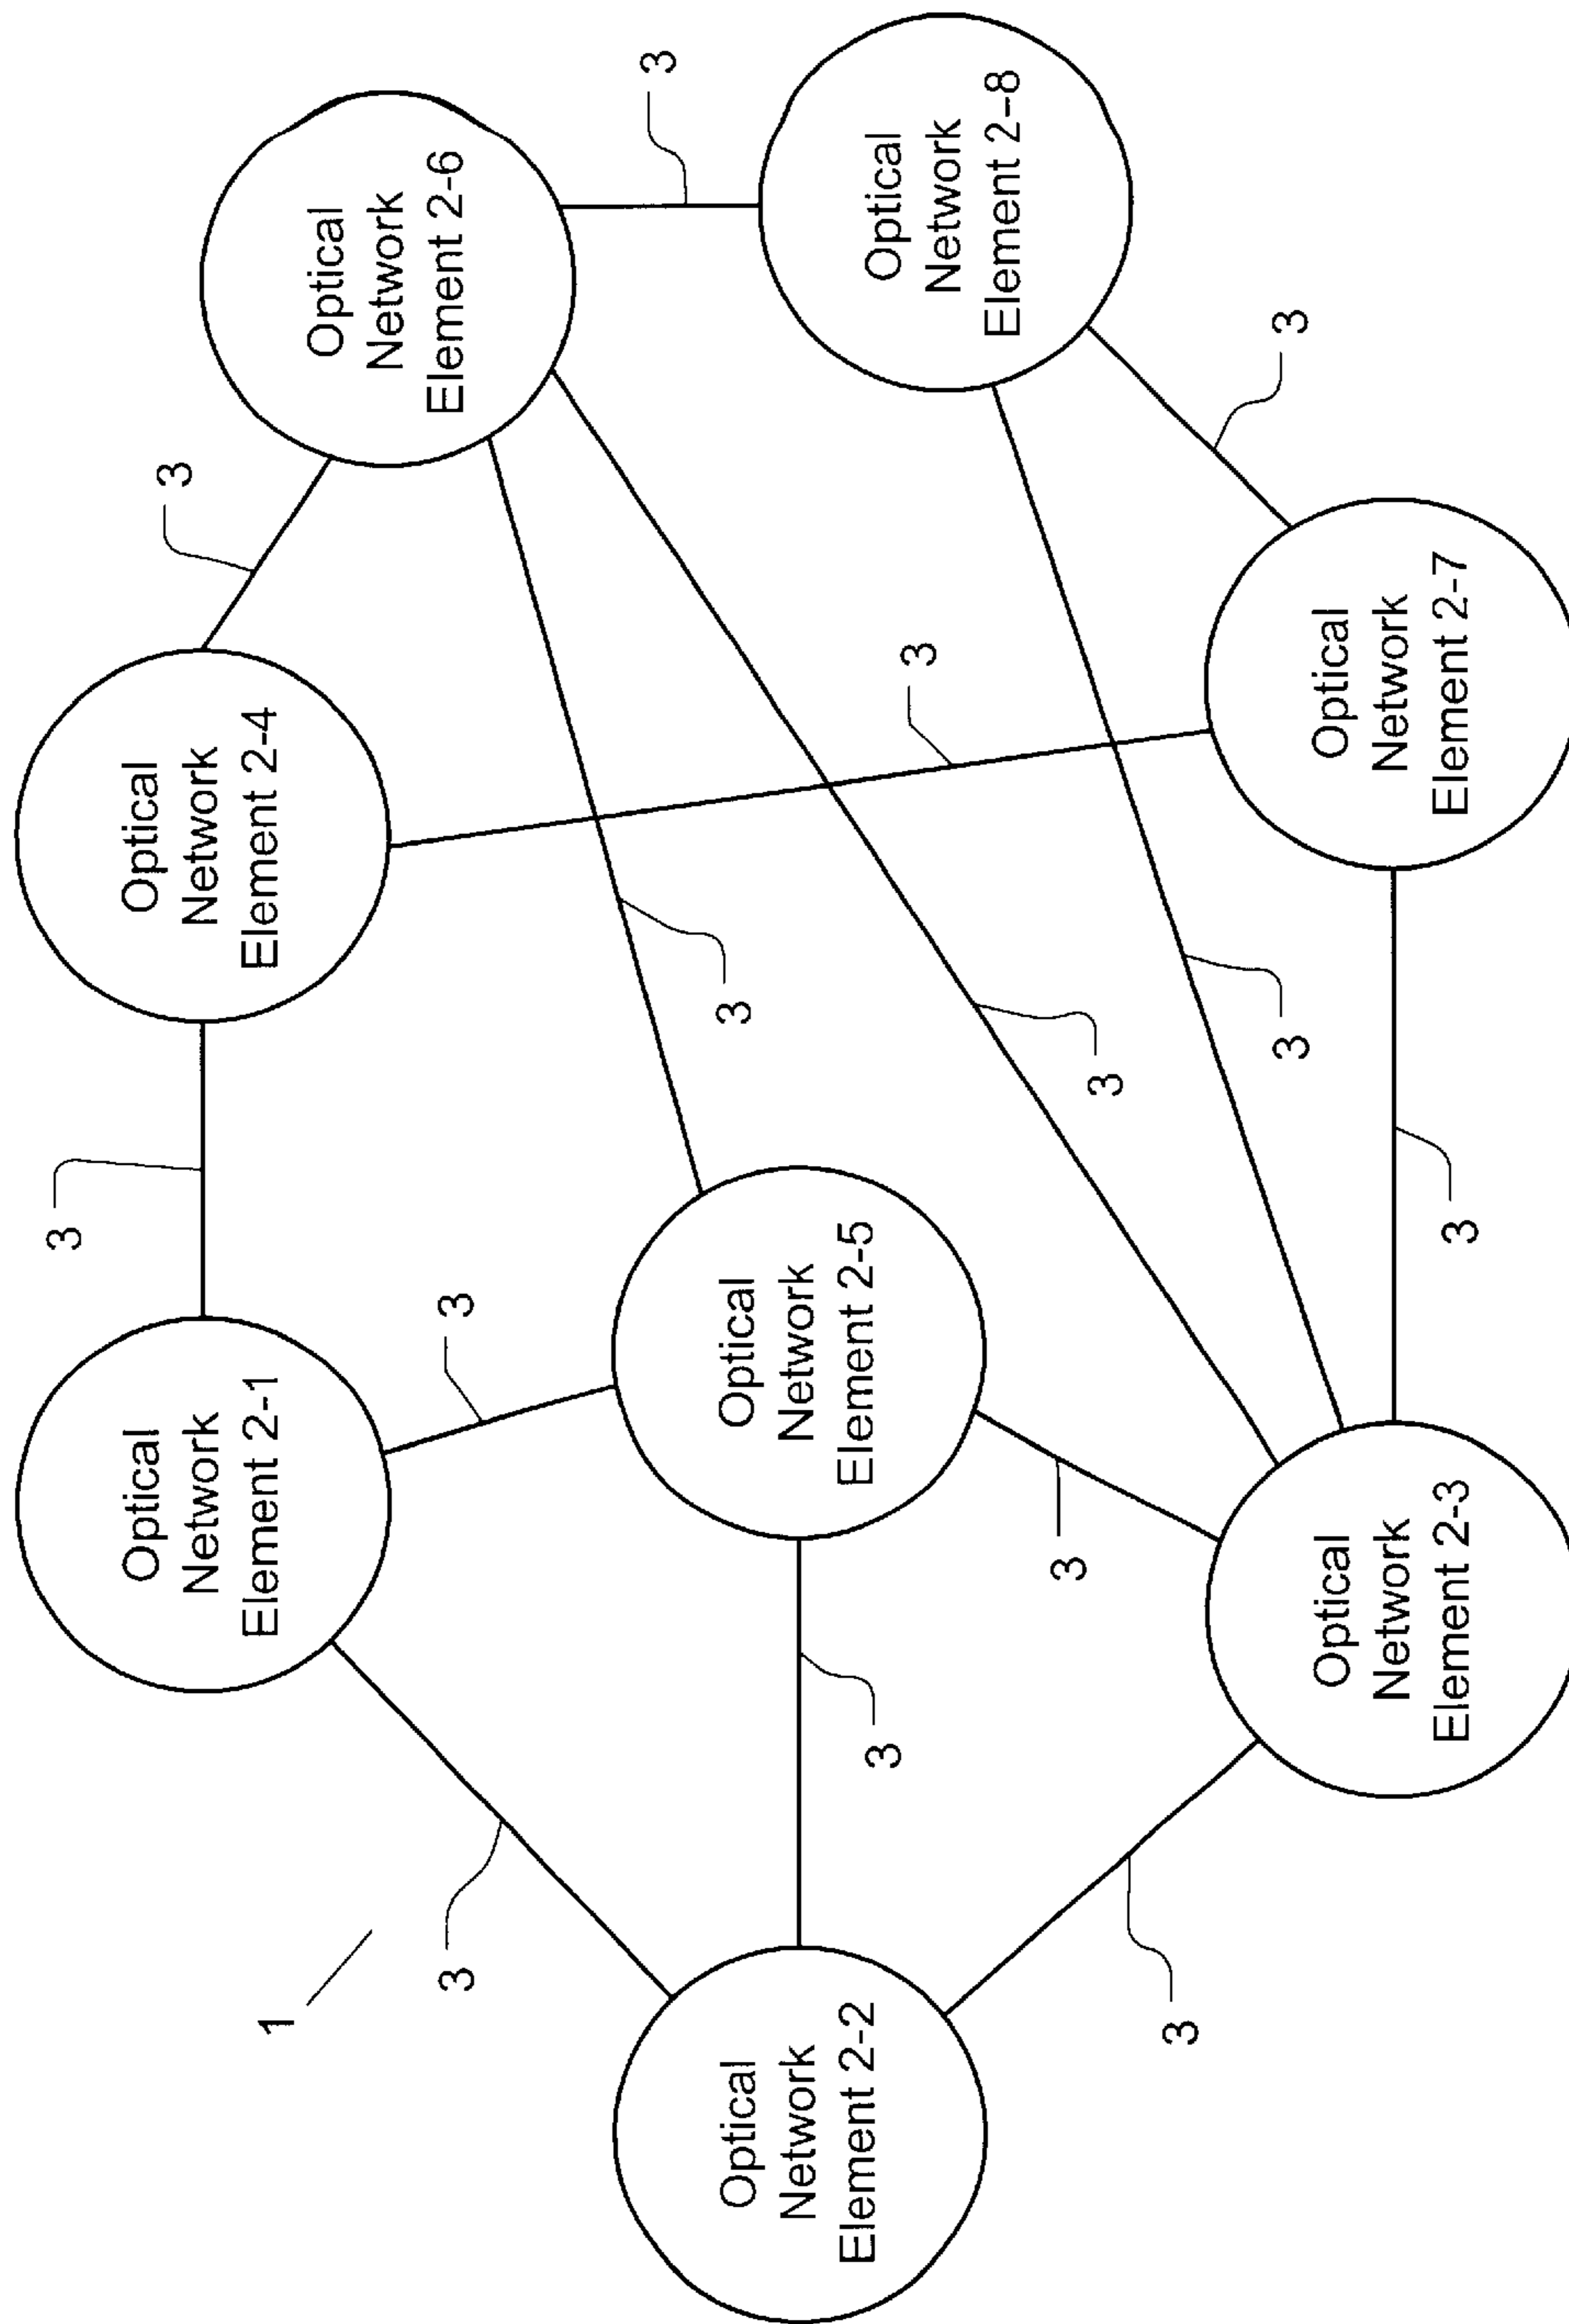 3
Optical
Network
Element 2-1
Optical
Network
Element 2-4
3
1
Optical
Network
Element 2-6
3
3
3
Optical
Network
Element 2-2
Optical
Network
Element 2-5
3
3
Optical
Network
Element 2-8
3
3
3
3
3
3
Optical
Network
Element 2-3
Optical
Network
Element 2-7
3